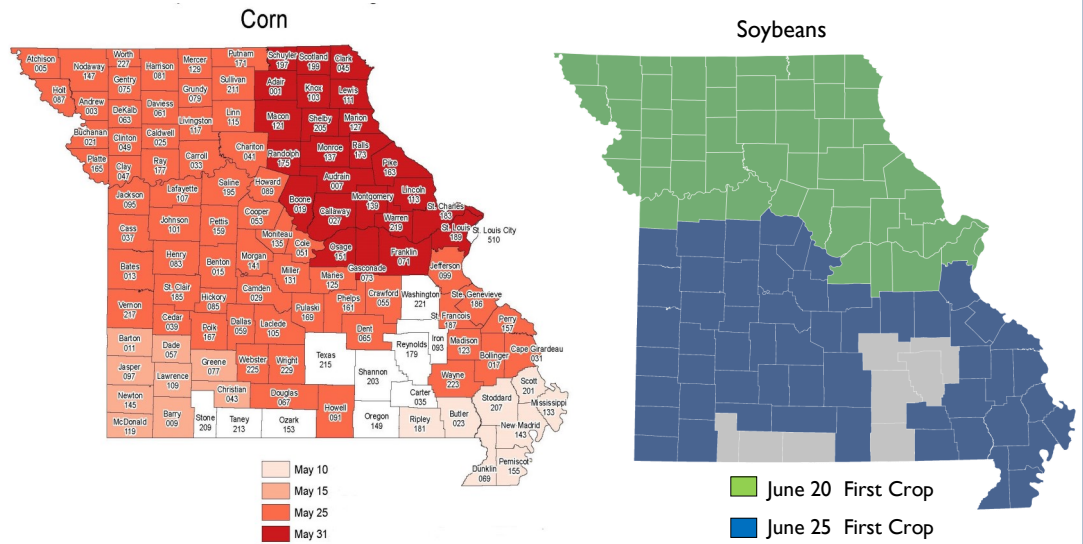 Corn
Soybeans
Atchison
005
Nodaway
147
Worth
227
Harrison
081
Mercer
129
Putnam
171
Schuyler
197
Scotland
199
Clark
045
Holt
087
Andrew
003
Gentry
075
DeKalb
063
Daviess
061
Grundy
079
Sullivan
211
Adair
001
Knox
103
Lewis
111
Livingston
117
Linn
115
Macon
121
Shelby
205
Marion
127
Buchanan
021
Clinton
049
Caldwell
025
Carroll
033
Chariton
041
Randolph
175
Monroe
137
Ralls
173
Pike
163
Platte
165
Clay
047
Ray
177
Jackson
095
Lafayette
107
Saline
195
Howard
089
Boone
019
Audrain
007
Callaway
027
Montgomery
139
Lincoln
113
Warren
219
St. Charles
183
St. Louis
189
St. Louis City
510
Cass
037
Johnson
101
Pettis
159
Cooper
053
Moniteau
135
Cole
051
Osage
151
Gasconade
073
Franklin
071
Jefferson
099
Bates
013
Henry
083
Benton
015
Morgan
141
Miller
131
Maries
125
Vernon
217
St. Clair
185
Hickory
085
Camden
029
Pulaski
169
Phelps
161
Crawford
055
Washington
221
Ste. Genevieve
186
St. Francois
187
Perry
157
Cedar
039
Polk
167
Dallas
059
Laclede
105
Dent
065
Iron
093
Madison
123
Bollinger
017
Cape Girardeau
031
Barton
011
Dade
057
Greene
077
Webster
225
Wright
229
Texas
215
Reynolds
179
Shannon
203
Wayne
223
Jasper
097
Lawrence
109
Christian
043
Douglas
067
Howell
091
Carter
035
Scott
201
Stoddard
207
Mississippi
133
Newton
145
McDonald
119
Barry
009
Stone
209
Taney
213
Ozark
153
Oregon
149
Ripley
181
Butler
023
New Madrid
143
Dunklin
069
Pemiscot
155
May 10
May 15
May 25
May 31
June 20 First Crop
June 25 First Crop